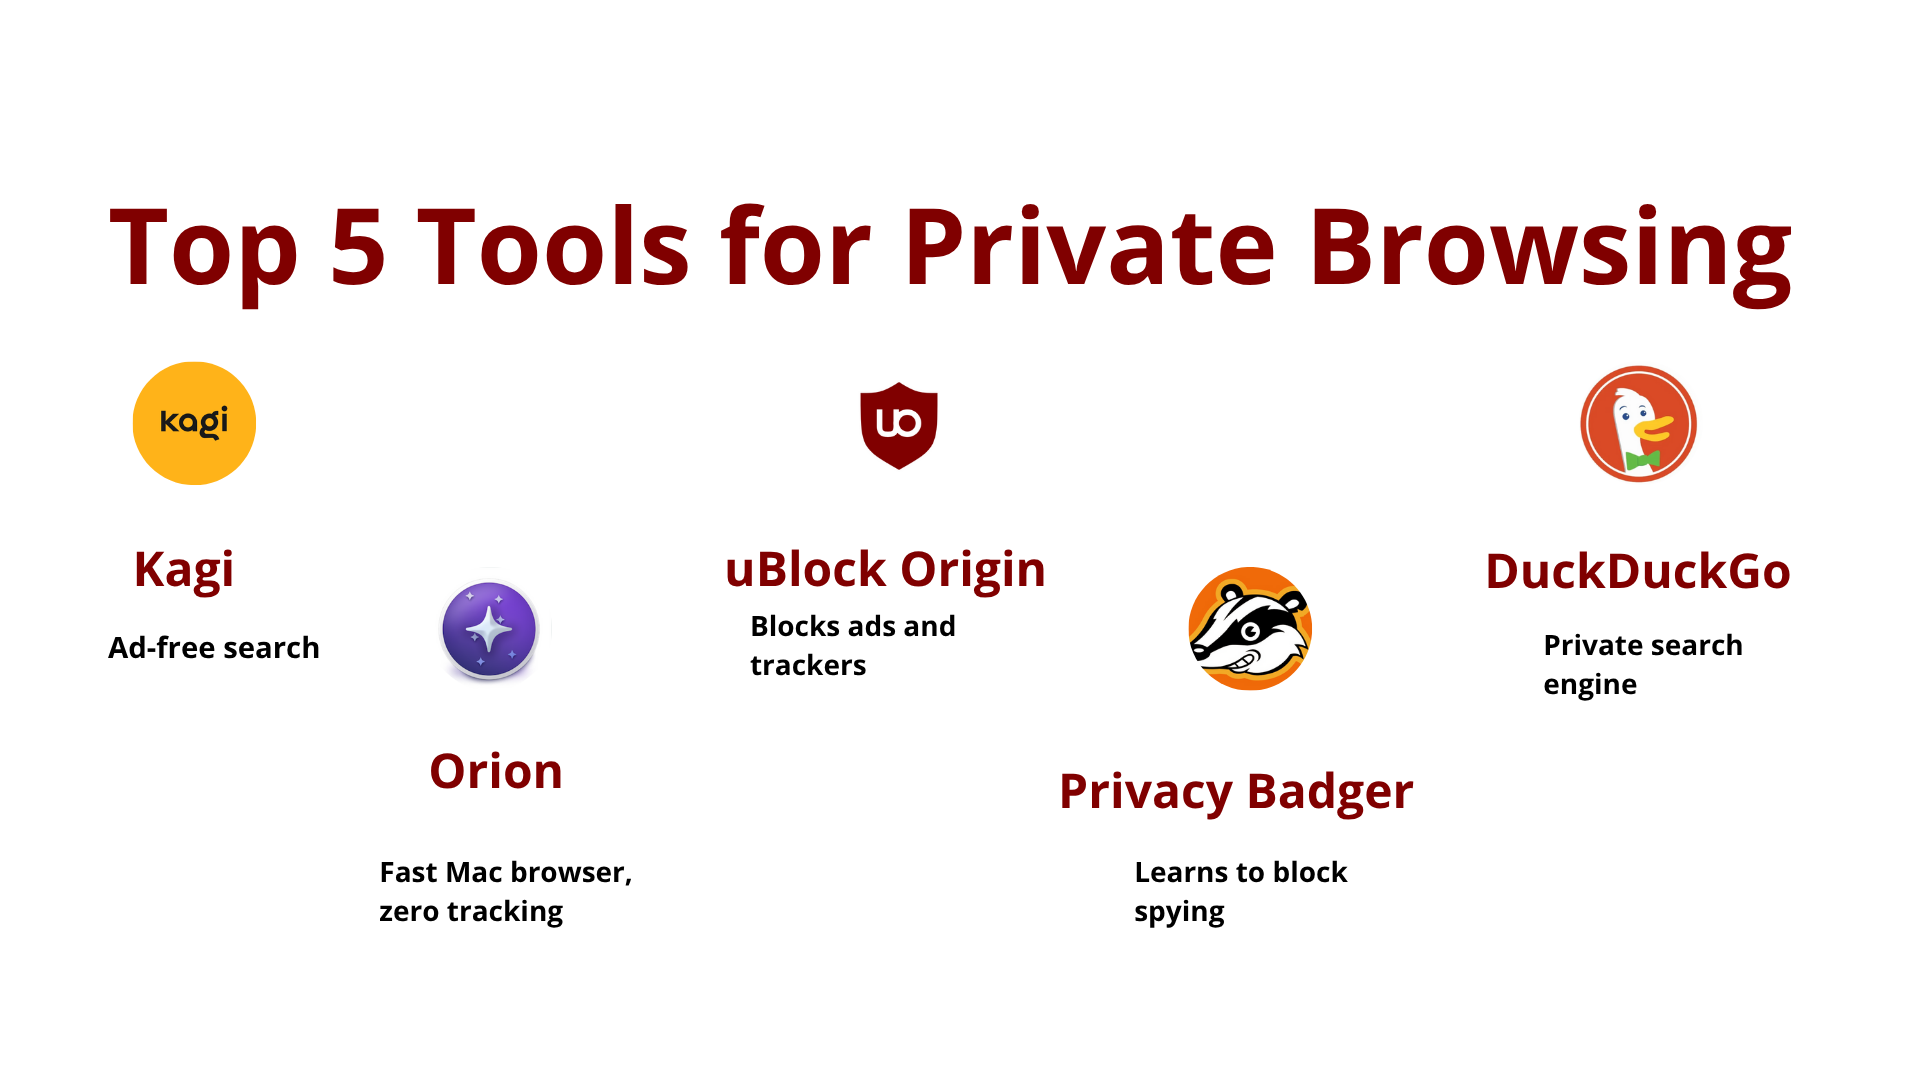 Top 5 Tools for Private Browsing
kagi
Kagi
Ad-free search
Orion
Fast Mac browser,
zero tracking
uo
uBlock Origin
Blocks ads and
trackers
Privacy Badger
Learns to block
spying
DuckDuckGo
Private search
engine